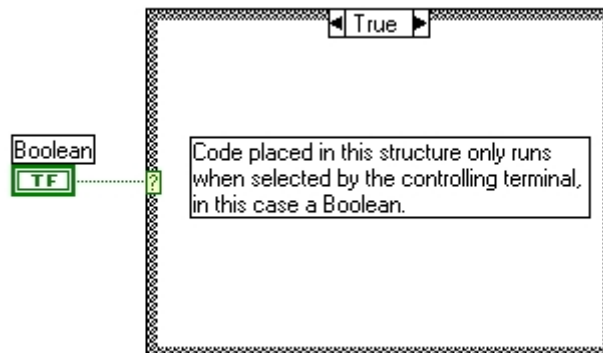 True
Boolean
TF
?
Code placed in this structure only runs
when selected by the controlling terminal,
in this case a Boolean.